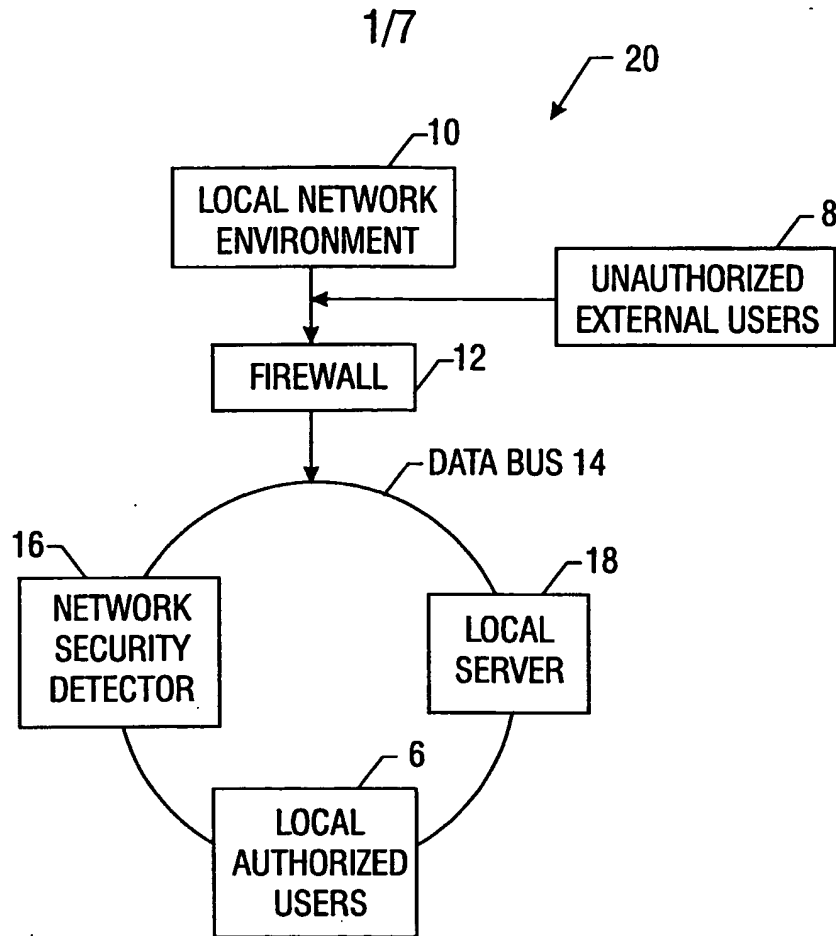 1/7
20
10
LOCAL NETWORK
ENVIRONMENT
8
UNAUTHORIZED
EXTERNAL USERS
FIREWALL
12
DATA BUS 14
16
NETWORK
SECURITY
DETECTOR
18
LOCAL
SERVER
6
LOCAL
AUTHORIZED
USERS